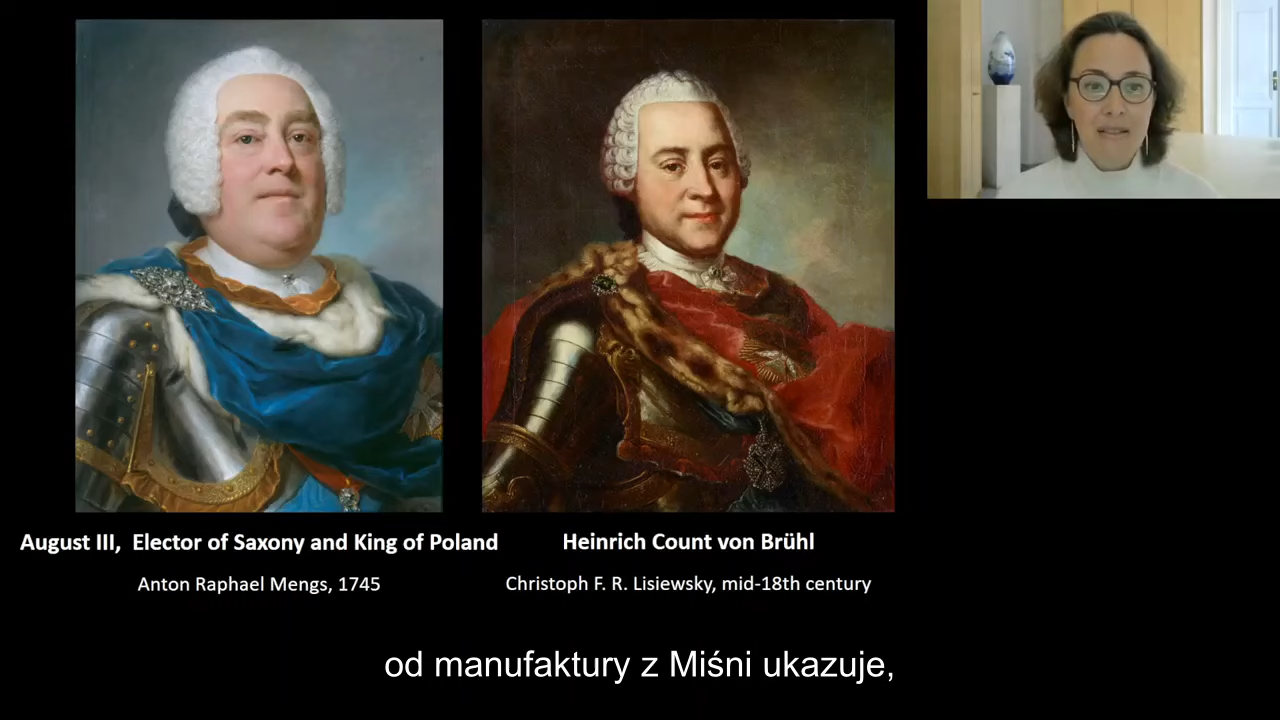 August III,  Elector of Saxony and King of Poland
Anton Raphael Mengs, 1745
Heinrich Count von Brühl
Christoph F. R. Lisiewsky, mid-18th century
od manufaktury z Miśni ukazuje,